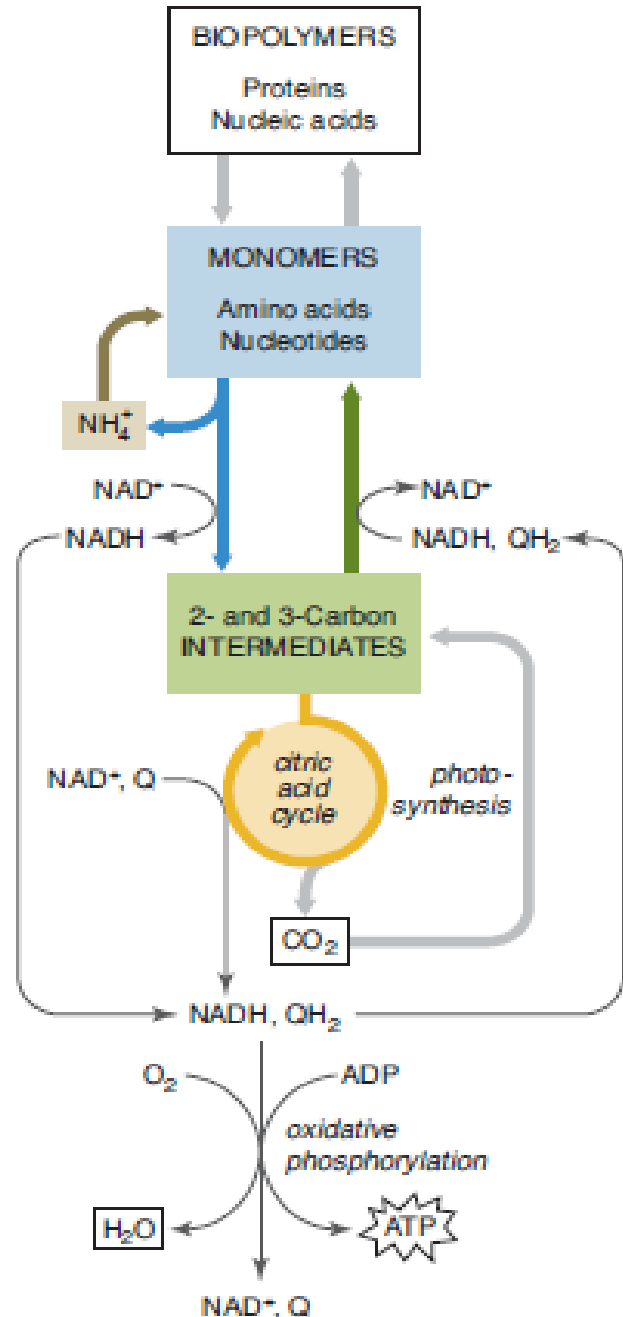 BIOPOLYMERS
Proteins
Nucleic acids
MONOMERS
Amino acids
Nucleotides
NH₄⁺
NAD⁺
NADH
NAD⁺
NADH, QH₂
2- and 3-Carbon
INTERMEDIATES
citric
acid
cycle
NAD⁺, Q
photo-
synthesis
CO₂
NADH, QH₂
O₂
ADP
oxidative
phosphorylation
H₂O
ATP
NAD⁺, Q